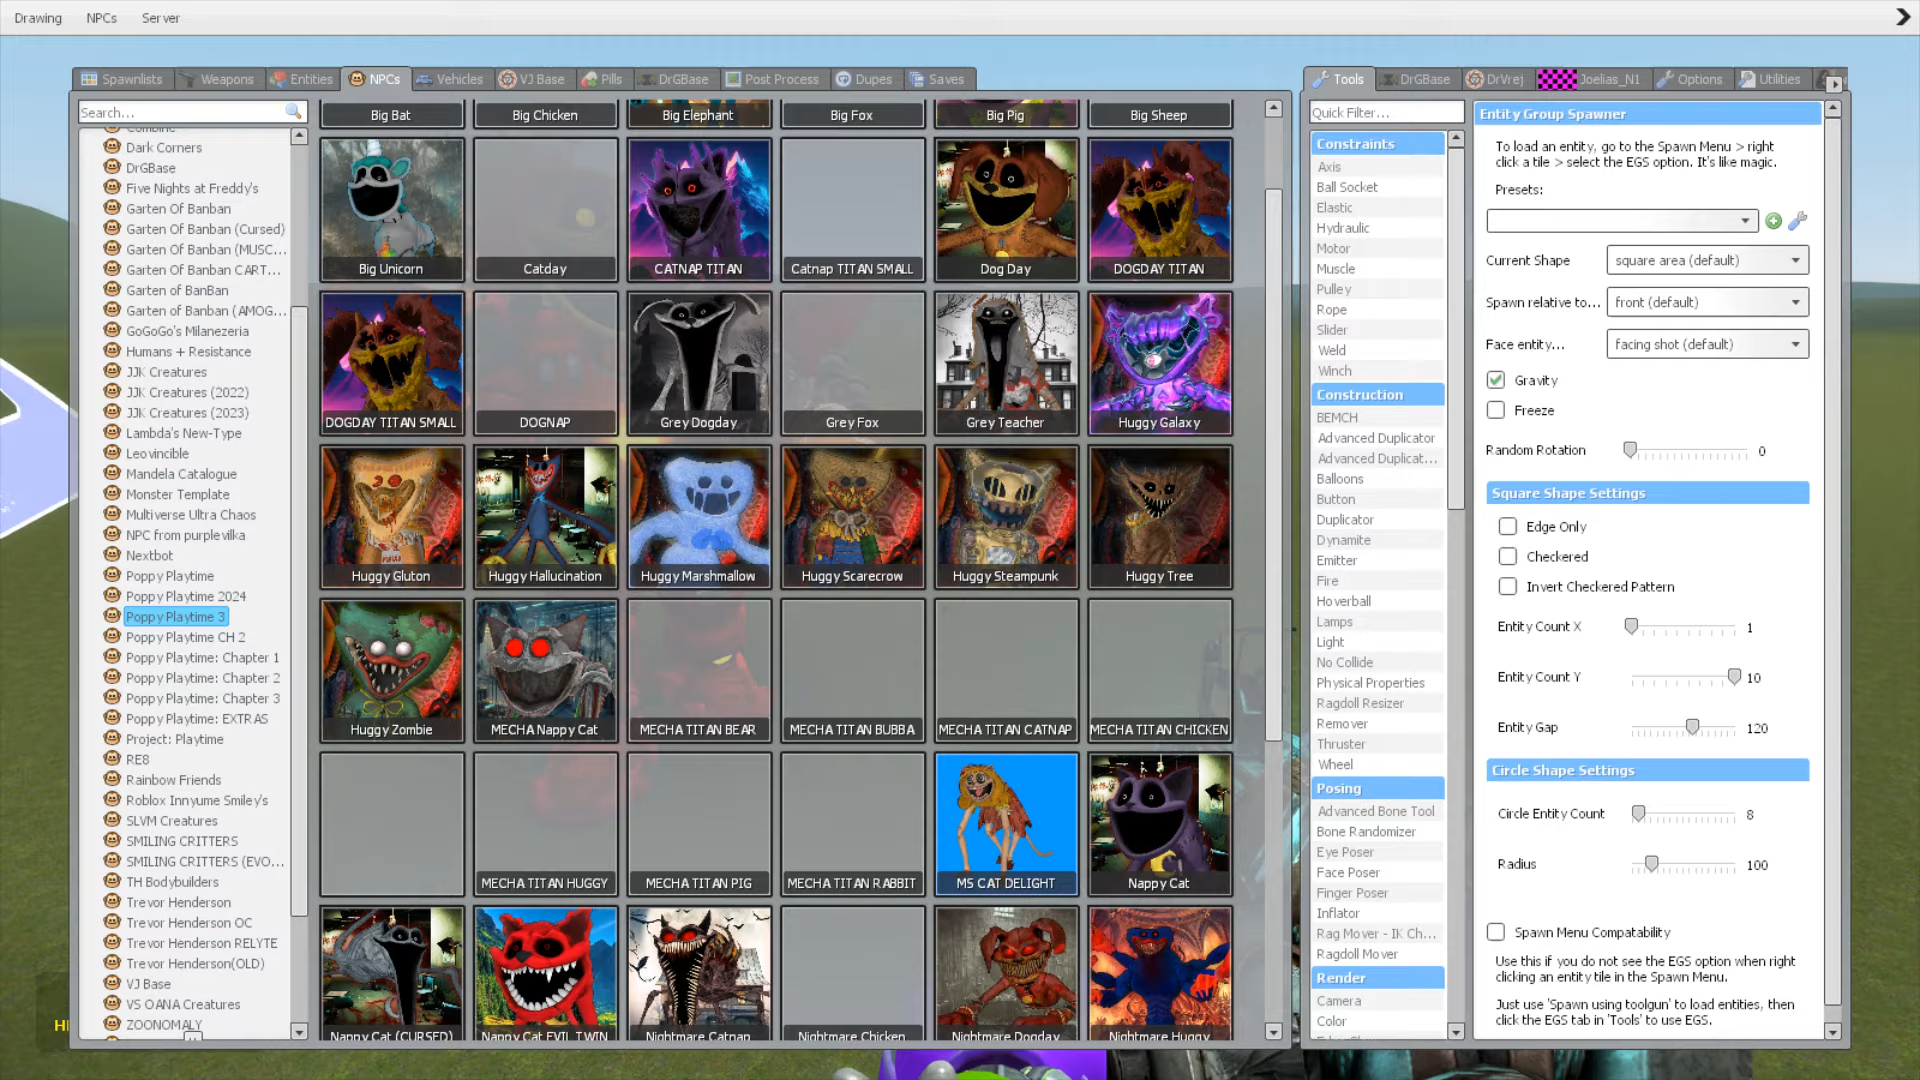 Drawing NPCs Server
Spawnlists Weapons Entities NPCs Vehicles VJ Base Pills DrGBase Post Process Dupes Saves
Search...
Combine
Dark Corners
DrGBase
Five Nights at Freddy's
Garten Of Banban
Garten Of Banban (Cursed)
Garten Of Banban (MUSC...
Garten Of Banban CART...
Garten of BanBan
Garten of Banban (AMOG...
GoGoGo's Milanezeria
Humans + Resistance
JJK Creatures
JJK Creatures (2022)
JJK Creatures (2023)
Lambda's New-Type
Leovincible
Mandela Catalogue
Monster Template
Multiverse Ultra Chaos
NPC from purplevilka
Nextbot
Poppy Playtime
Poppy Playtime 2024
Poppy Playtime 3
Poppy Playtime CH 2
Poppy Playtime: Chapter 1
Poppy Playtime: Chapter 2
Poppy Playtime: Chapter 3
Poppy Playtime: EXTRAS
Project: Playtime
RE8
Rainbow Friends
Roblox Innyume Smiley's
SLVM Creatures
SMILING CRITTERS
SMILING CRITTERS (EVO...
TH Bodybuilders
Trevor Henderson
Trevor Henderson OC
Trevor Henderson RELYTE
Trevor Henderson(OLD)
VJ Base
VS OANA Creatures
ZOONOMALY
Big Bat Big Chicken Big Elephant Big Fox Big Pig Big Sheep
Big Unicorn Catday CATNAP TITAN Catnap TITAN SMALL Dog Day DOGDAY TITAN
DOGDAY TITAN SMALL DOGNAP Grey Dogday Grey Fox Grey Teacher Huggy Galaxy
Huggy Gluton Huggy Hallucination Huggy Marshmallow Huggy Scarecrow Huggy Steampunk Huggy Tree
Huggy Zombie MECHA Nappy Cat MECHA TITAN BEAR MECHA TITAN BUBBA MECHA TITAN CATNAP MECHA TITAN CHICKEN
MECHA TITAN HUGGY MECHA TITAN PIG MECHA TITAN RABBIT MS CAT DELIGHT Nappy Cat
Nappy Cat (CURSED) Nappy Cat EVIL TWIN Nightmare Catnap Nightmare Chicken Nightmare Dogday Nightmare Huggy
Tools DrGBase DrVrej Joelias_N1 Options Utilities
Quick Filter...
Constraints
Axis
Ball Socket
Elastic
Hydraulic
Motor
Muscle
Pulley
Rope
Slider
Weld
Winch
Construction
BEMCH
Advanced Duplicator
Advanced Duplicat...
Balloons
Button
Duplicator
Dynamite
Emitter
Fire
Hoverball
Lamps
Light
No Collide
Physical Properties
Ragdoll Resizer
Remover
Thruster
Wheel
Posing
Advanced Bone Tool
Bone Randomizer
Eye Poser
Face Poser
Finger Poser
Inflator
Rag Mover - IK Ch...
Ragdoll Mover
Render
Camera
Color
Entity Group Spawner
To load an entity, go to the Spawn Menu > right
click a tile > select the EGS option. It's like magic.
Presets:
Current Shape square area (default)
Spawn relative to... front (default)
Face entity... facing shot (default)
Gravity
Freeze
Random Rotation 0
Square Shape Settings
Edge Only
Checkered
Invert Checkered Pattern
Entity Count X 1
Entity Count Y 10
Entity Gap 120
Circle Shape Settings
Circle Entity Count 8
Radius 100
Spawn Menu Compatability
Use this if you do not see the EGS option when right
clicking an entity tile in the Spawn Menu.
Just use 'Spawn using toolgun' to load entities, then
click the EGS tab in 'Tools' to use EGS.